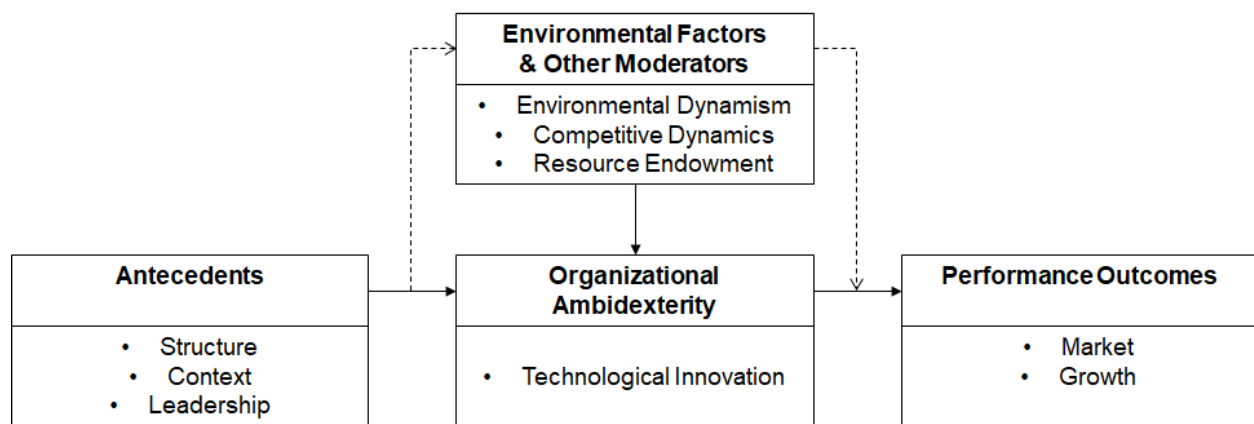 Environmental Factors
& Other Moderators
• Environmental Dynamism
• Competitive Dynamics
• Resource Endowment
Antecedents
• Structure
• Context
• Leadership
Organizational
Ambidexterity
• Technological Innovation
Performance Outcomes
• Market
• Growth